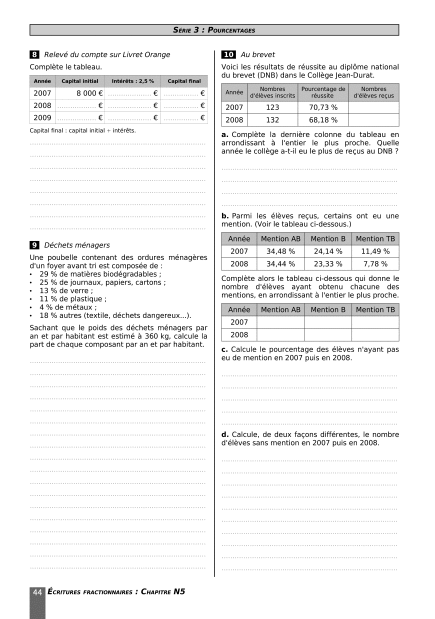 SÉRIE 3 : POURCENTAGES
8 Relevé du compte sur Livret Orange
Complète le tableau.
Année Capital initial Intérêts : 2,5 % Capital final
2007 8 000 € € €
2008 € € €
2009 € € €
Capital final : capital initial + intérêts.
9 Déchets ménagers
Une poubelle contenant des ordures ménagères
d'un foyer avant tri est composée de :
• 29 % de matières biodégradables ;
• 25 % de journaux, papiers, cartons ;
• 13 % de verre ;
• 11 % de plastique ;
• 4 % de métaux ;
• 18 % autres (textile, déchets dangereux...).
Sachant que le poids des déchets ménagers par
an et par habitant est estimé à 360 kg, calcule la
part de chaque composant par an et par habitant.
10 Au brevet
Voici les résultats de réussite au diplôme national
du brevet (DNB) dans le Collège Jean-Durat.
Année Nombres d'élèves inscrits Pourcentage de réussite Nombres d'élèves reçus
2007 123 70,73 %
2008 132 68,18 %
a. Complète la dernière colonne du tableau en
arrondissant à l'entier le plus proche. Quelle
année le collège a-t-il eu le plus de reçus au DNB ?
b. Parmi les élèves reçus, certains ont eu une
mention. (Voir le tableau ci-dessous.)
Année Mention AB Mention B Mention TB
2007 34,48 % 24,14 % 11,49 %
2008 34,44 % 23,33 % 7,78 %
Complète alors le tableau ci-dessous qui donne le
nombre d'élèves ayant obtenu chacune des
mentions, en arrondissant à l'entier le plus proche.
Année Mention AB Mention B Mention TB
2007
2008
c. Calcule le pourcentage des élèves n'ayant pas
eu de mention en 2007 puis en 2008.
d. Calcule, de deux façons différentes, le nombre
d'élèves sans mention en 2007 puis en 2008.
44 ÉCRITURES FRACTIONNAIRES : CHAPITRE N5